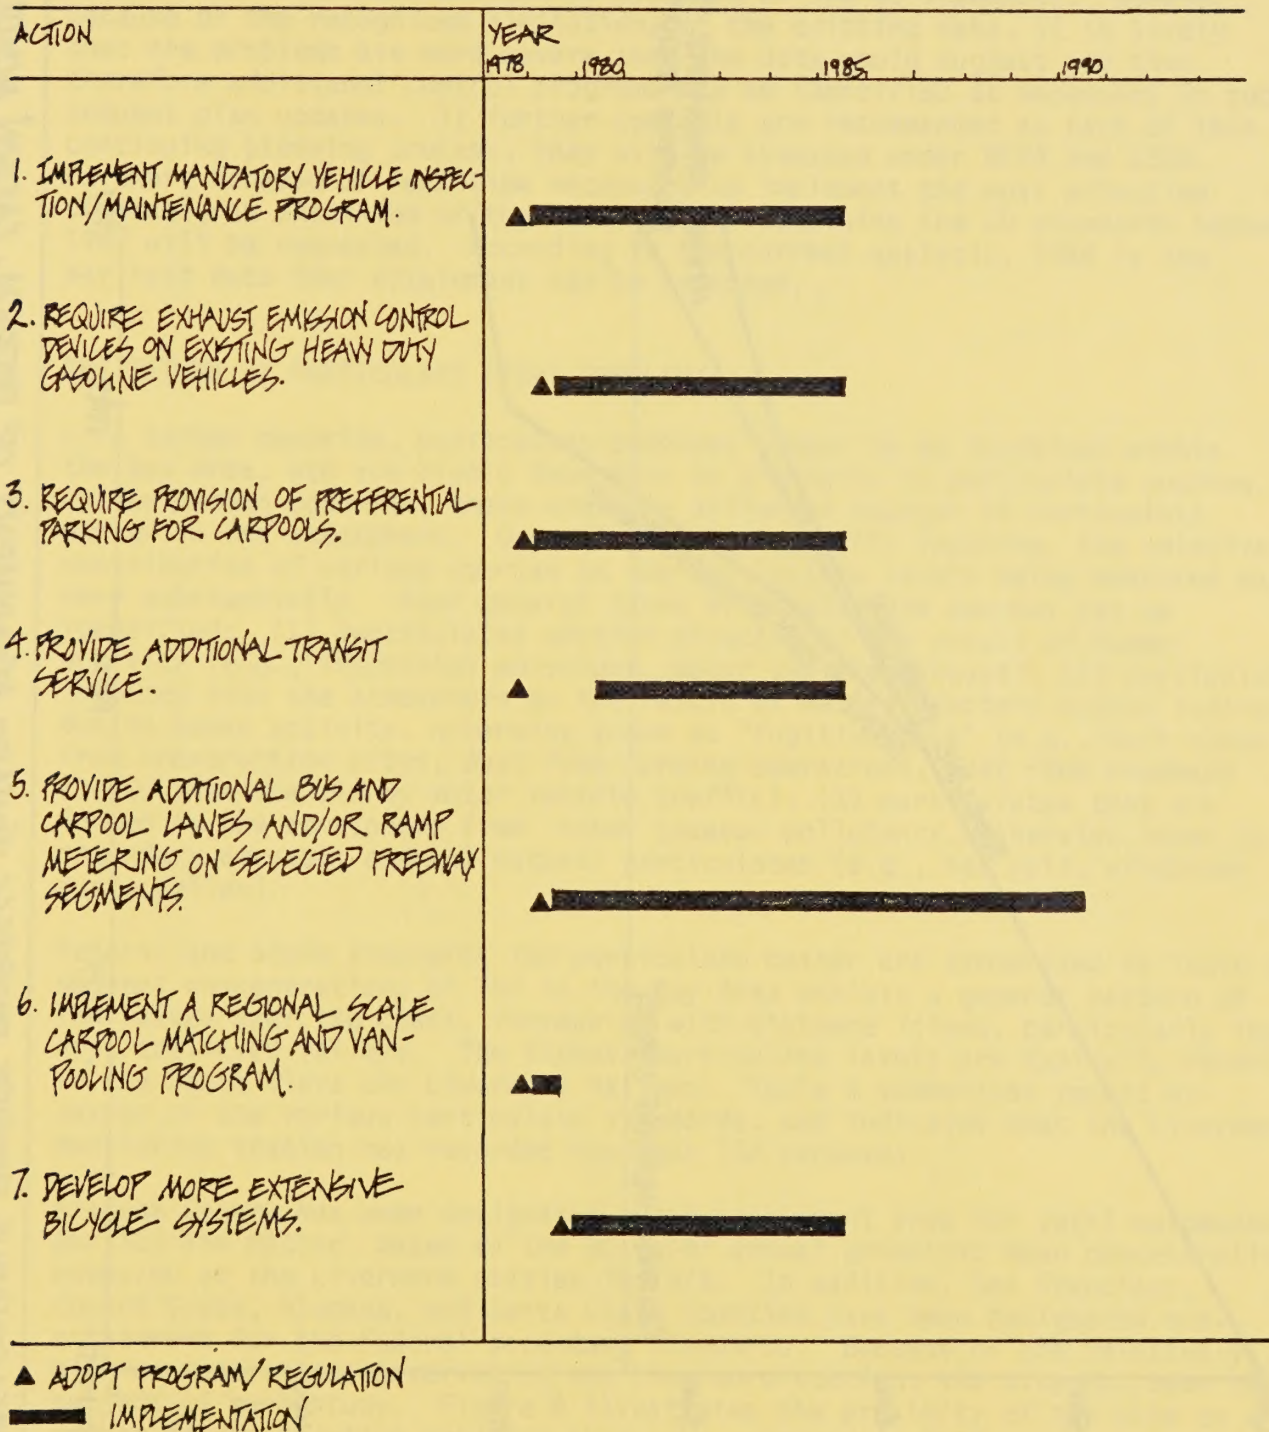 ACTION
YEAR
1978 1980 1985 1990
1. IMPLEMENT MANDATORY VEHICLE INSPEC-
TION/MAINTENANCE PROGRAM.
2. REQUIRE EXHAUST EMISSION CONTROL
DEVICES ON EXISTING HEAVY DUTY
GASOLINE VEHICLES.
3. REQUIRE PROVISION OF PREFERENTIAL
PARKING FOR CARPOOLS.
4. PROVIDE ADDITIONAL TRANSIT
SERVICE.
5. PROVIDE ADDITIONAL BUS AND
CARPOOL LANES AND/OR RAMP
METERING ON SELECTED FREEWAY
SEGMENTS.
6. IMPLEMENT A REGIONAL SCALE
CARPOOL MATCHING AND VAN-
POOLING PROGRAM.
7. DEVELOP MORE EXTENSIVE
BICYCLE SYSTEMS.
▲ ADOPT PROGRAM/REGULATION
IMPLEMENTATION